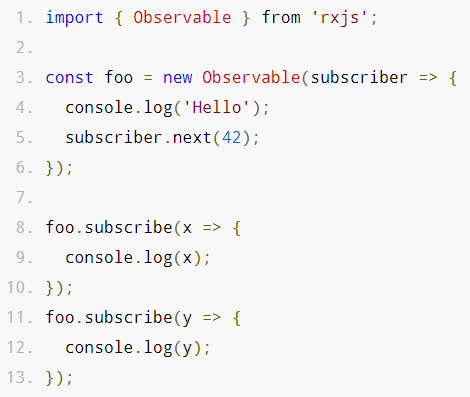 1. import { Observable } from 'rxjs';
2.
3. const foo = new Observable(subscriber => {
4.   console.log('Hello');
5.   subscriber.next(42);
6. });
7.
8. foo.subscribe(x => {
9.   console.log(x);
10. });
11. foo.subscribe(y => {
12.   console.log(y);
13. });